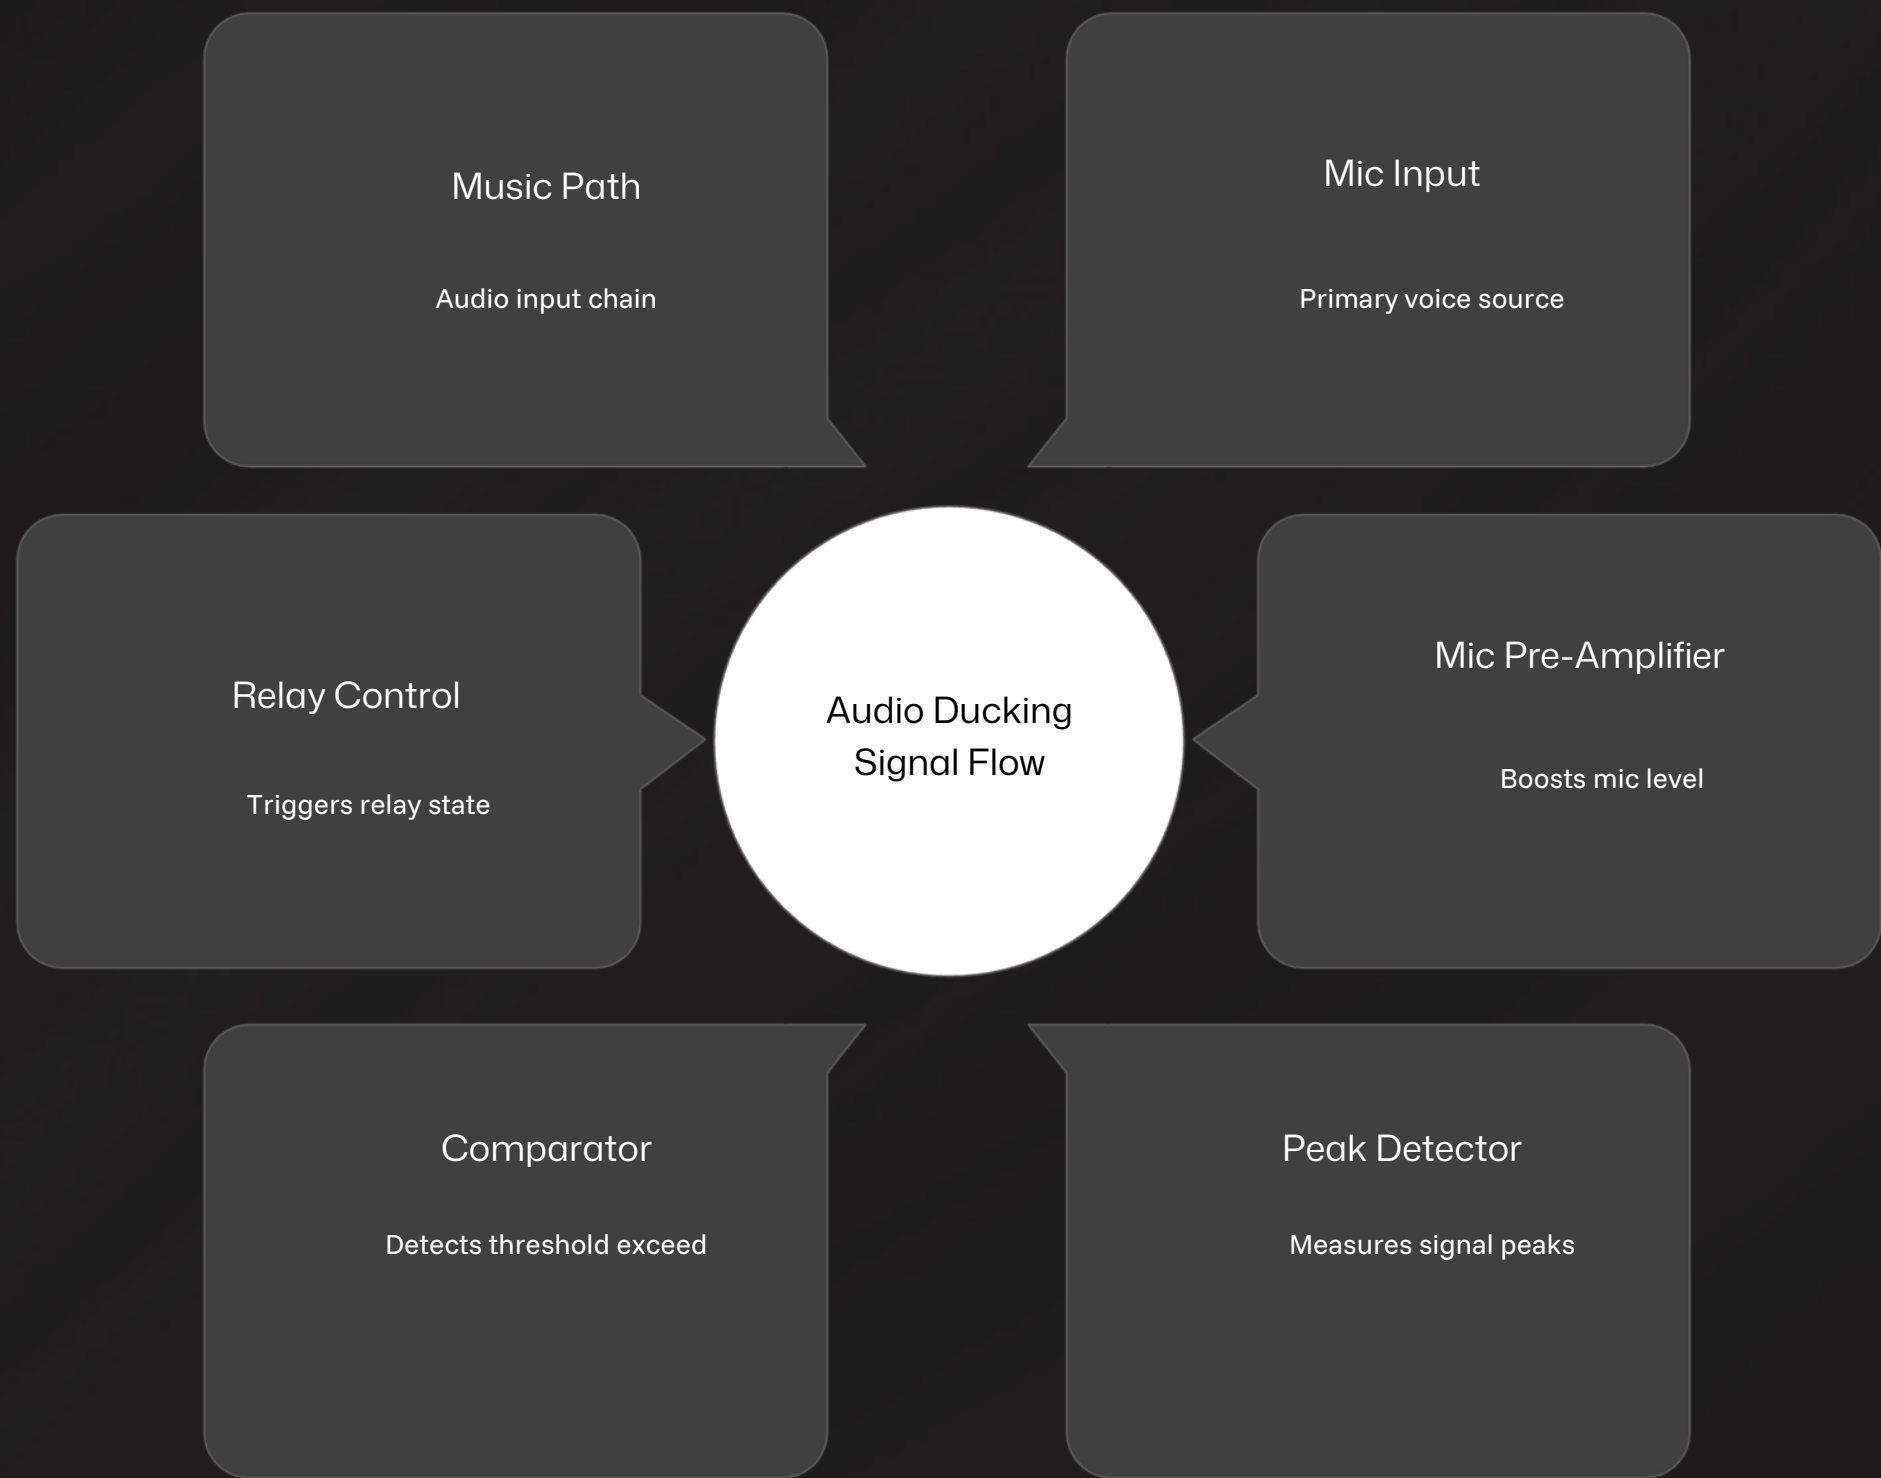 Music Path
Audio input chain
Mic Input
Primary voice source
Relay Control
Triggers relay state
Audio Ducking
Signal Flow
Mic Pre-Amplifier
Boosts mic level
Comparator
Detects threshold exceed
Peak Detector
Measures signal peaks